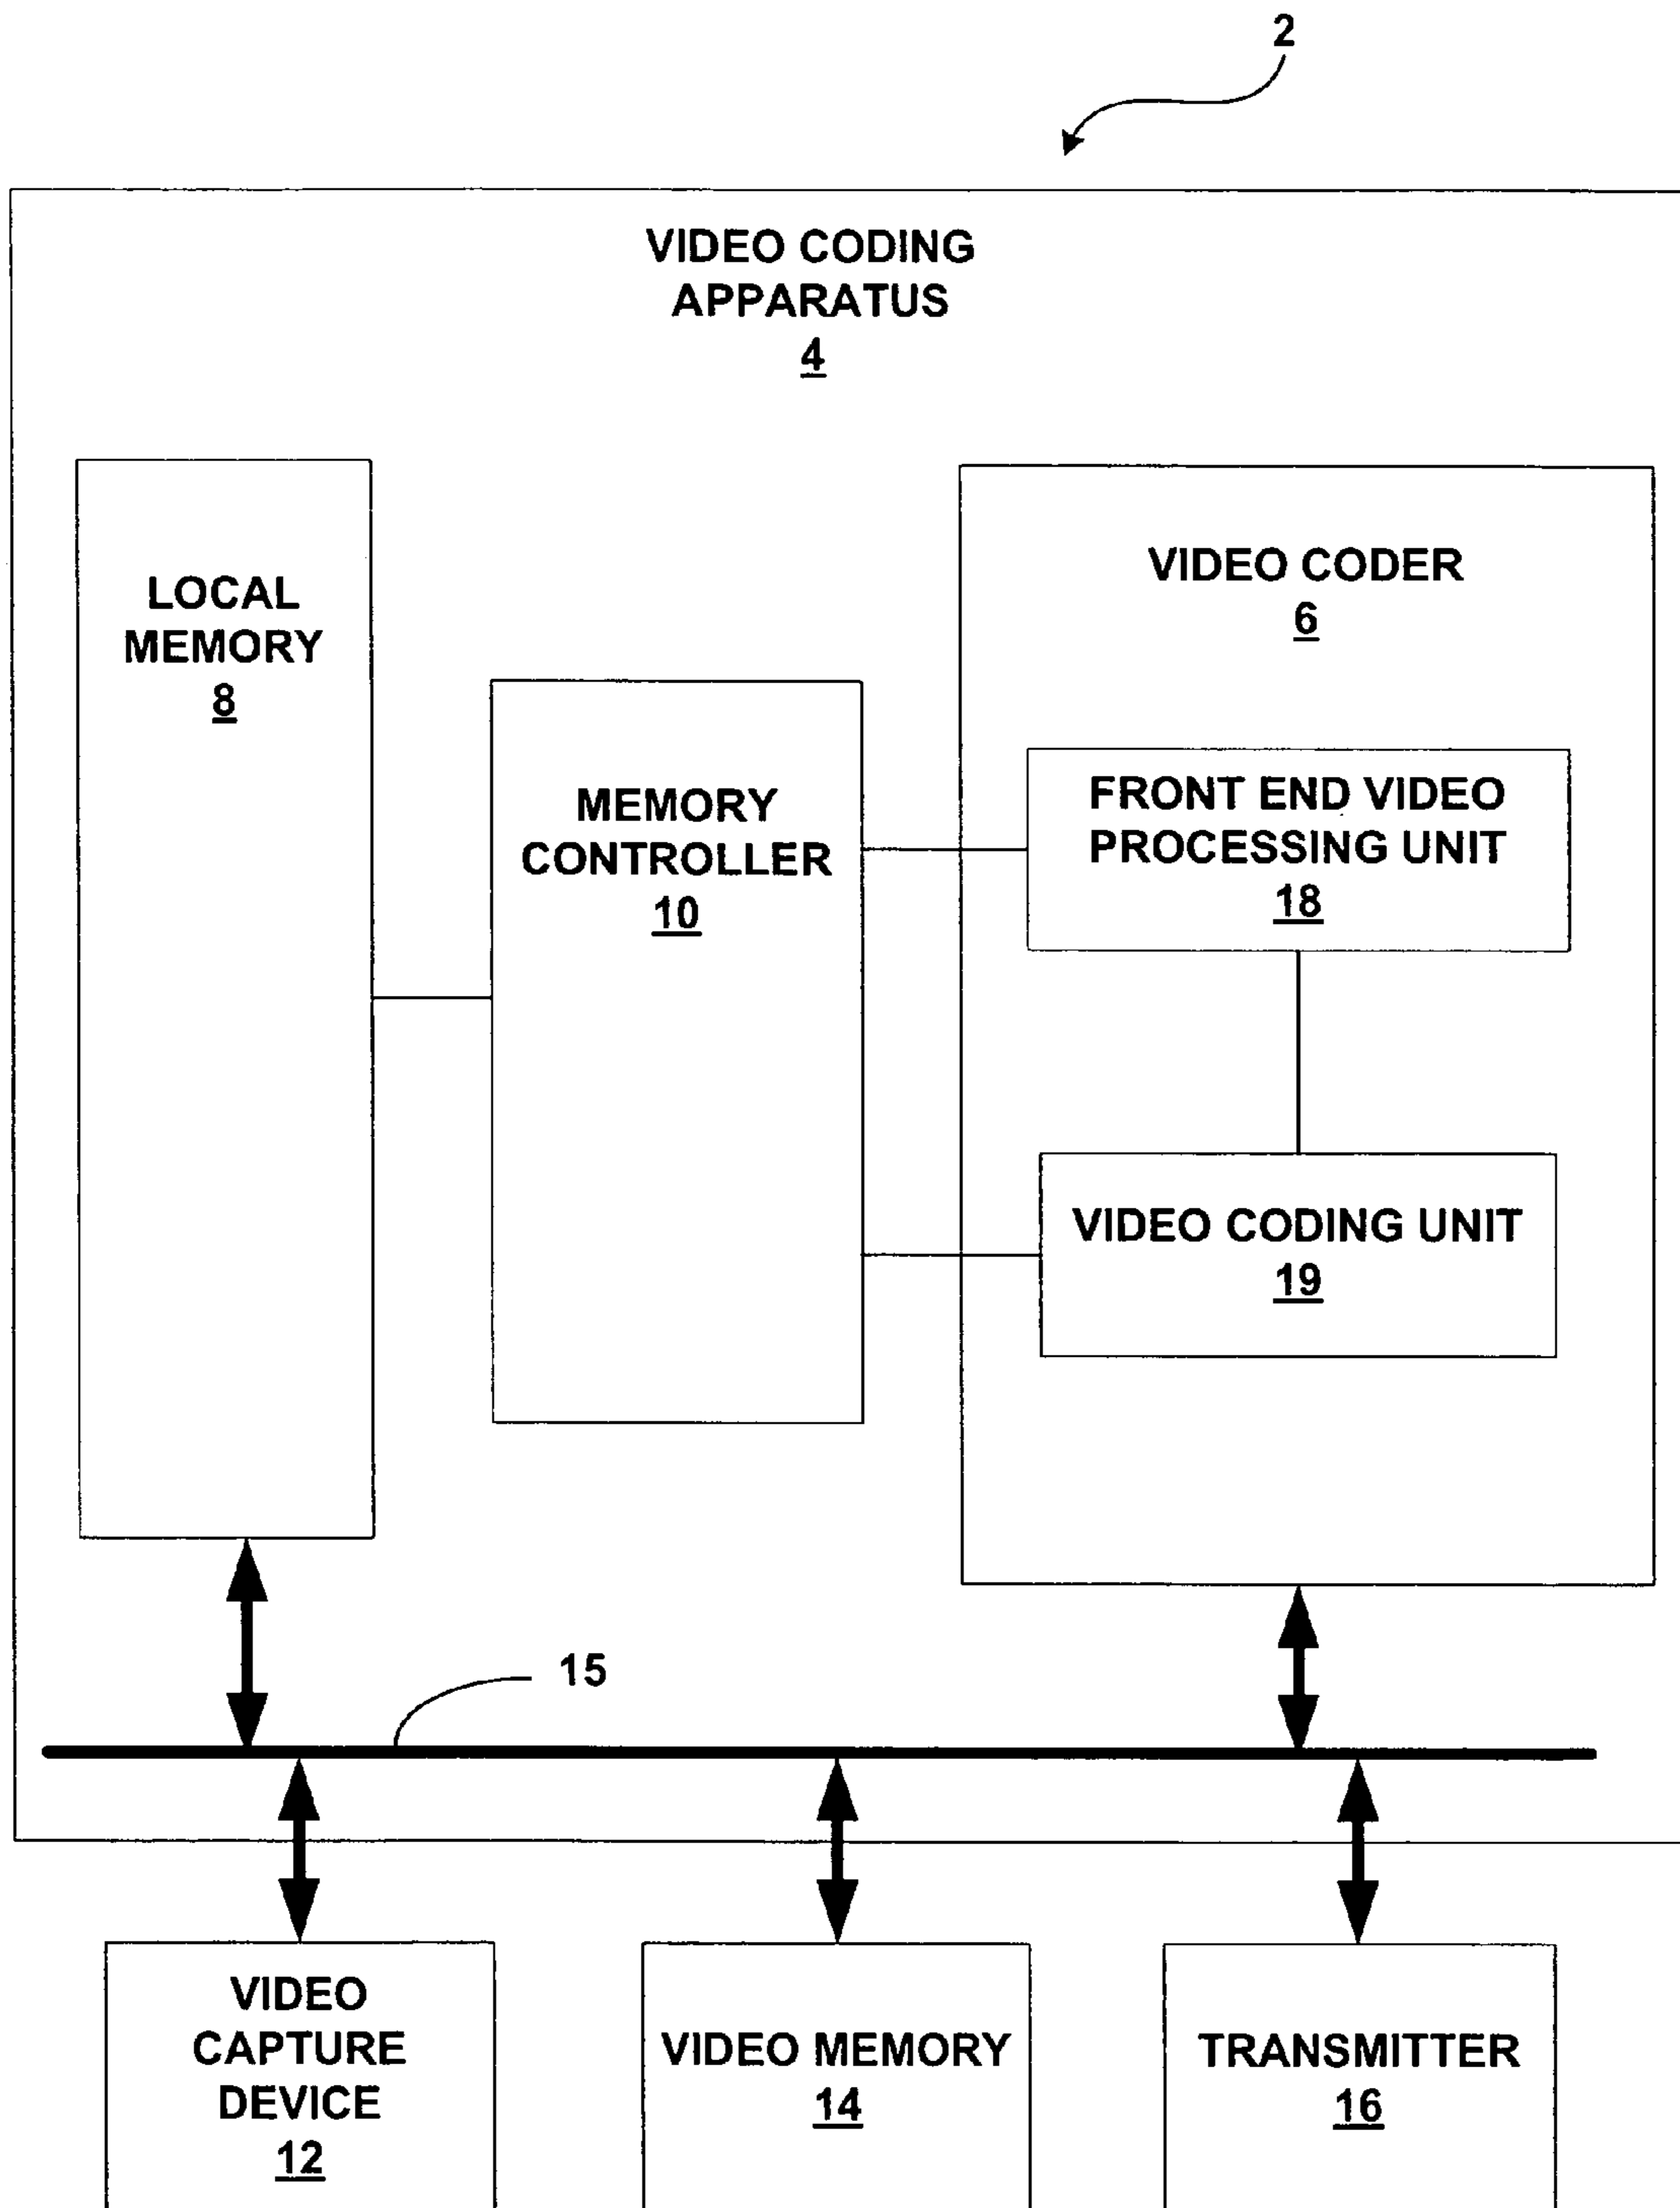 2
VIDEO CODING
APPARATUS
4
LOCAL
MEMORY
8
MEMORY
CONTROLLER
10
VIDEO CODER
6
FRONT END VIDEO
PROCESSING UNIT
18
VIDEO CODING UNIT
19
15
VIDEO
CAPTURE
DEVICE
12
VIDEO MEMORY
14
TRANSMITTER
16